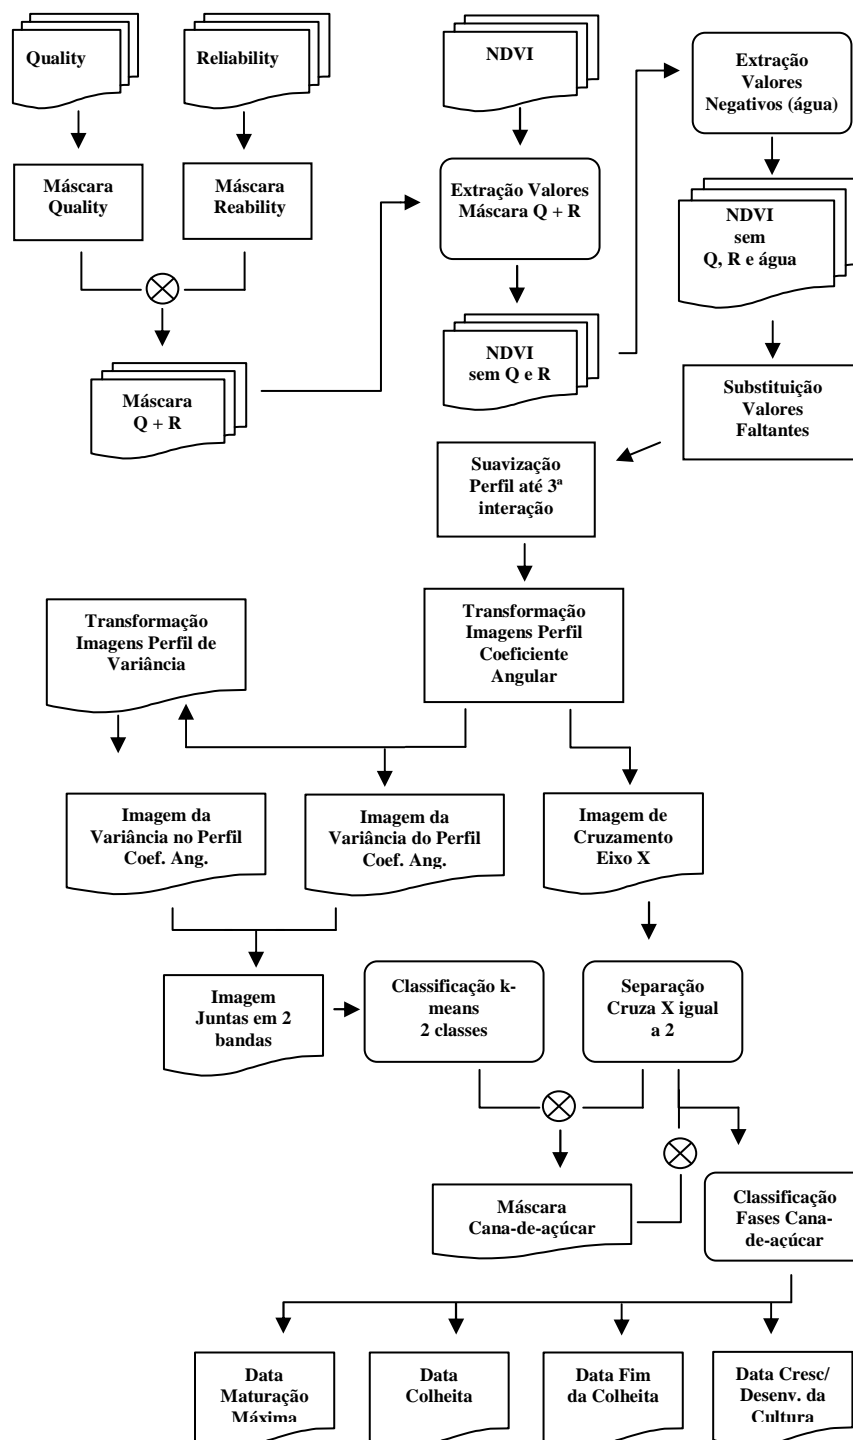 Quality
Reliability
NDVI
Extração
Valores
Negativos (água)
Máscara
Quality
Máscara
Reability
Extração Valores
Máscara Q + R
NDVI
sem
Q, R e água
Máscara
Q + R
NDVI
sem Q e R
Substituição
Valores
Faltantes
Suavização
Perfil até 3ª
interação
Transformação
Imagens Perfil de
Variância
Transformação
Imagens Perfil
Coeficiente
Angular
Imagem da
Variância no Perfil
Coef. Ang.
Imagem da
Variância do Perfil
Coef. Ang.
Imagem de
Cruzamento
Eixo X
Imagem
Juntas em 2
bandas
Classificação k-
means
2 classes
Separação
Cruza X igual
a 2
Máscara
Cana-de-açúcar
Classificação
Fases Cana-
de-açúcar
Data
Maturação
Máxima
Data
Colheita
Data Fim
da Colheita
Data Cresc/
Desenv. da
Cultura